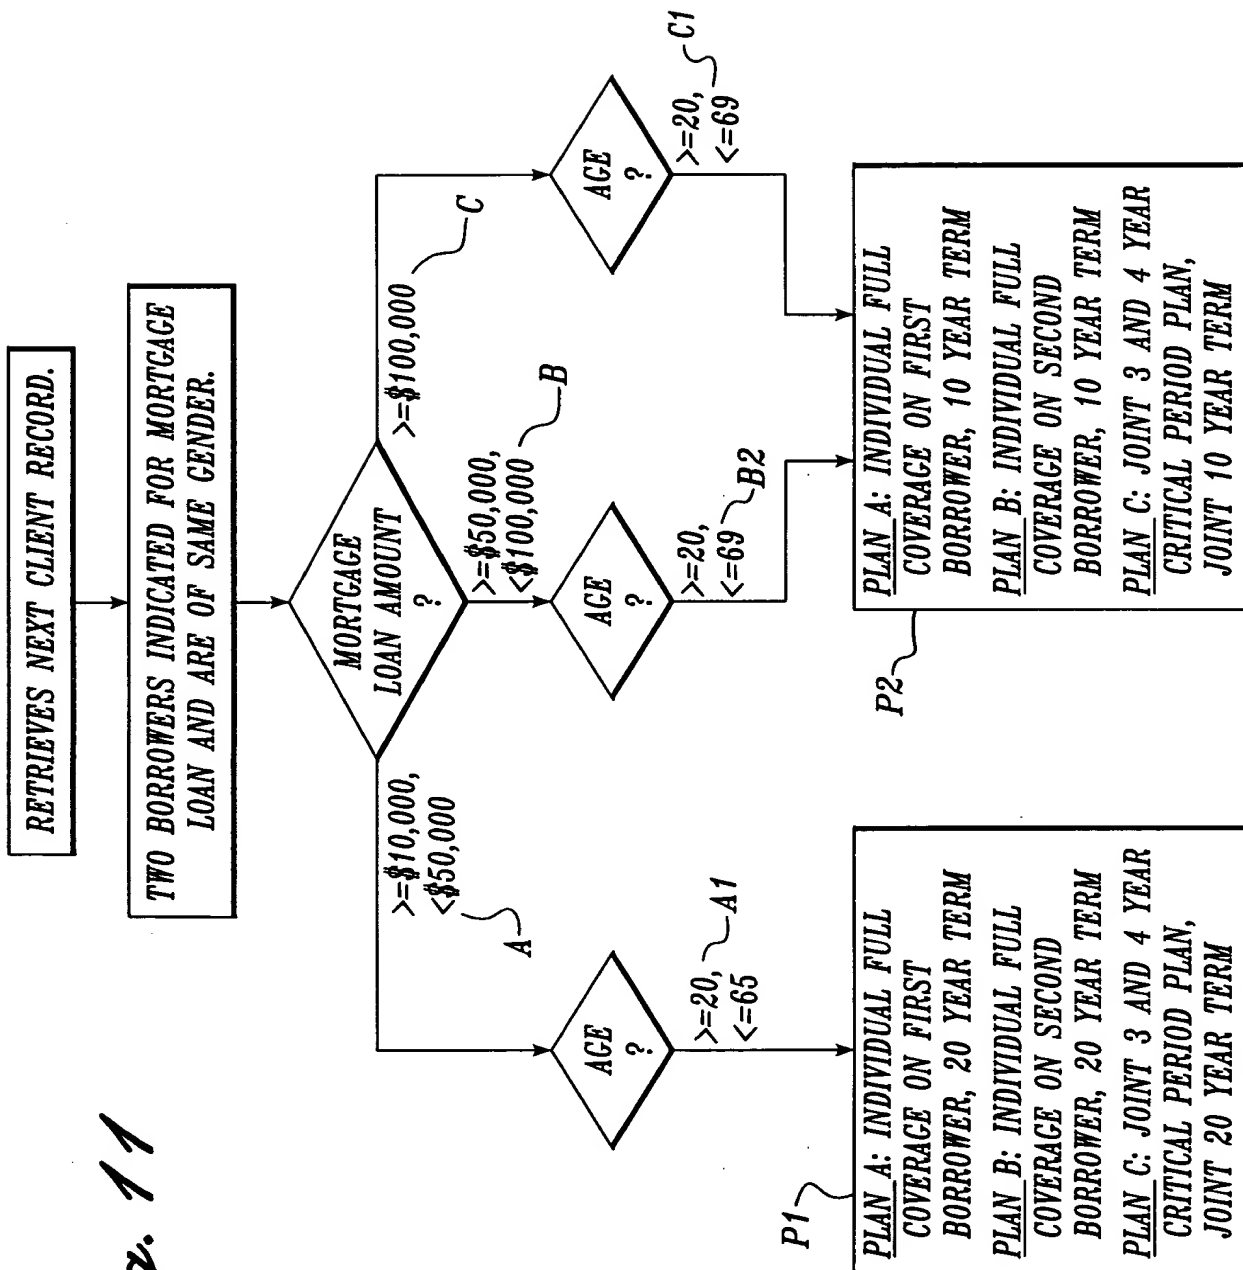 RETRIEVES NEXT CLIENT RECORD.
TWO BORROWERS INDICATED FOR MORTGAGE
LOAN AND ARE OF SAME GENDER.
MORTGAGE
LOAN AMOUNT
?
>=$10,000,
<$50,000
A
>=$50,000,
<$100,000
B
>=$100,000
C
AGE
?
>=20,
<=65
A1
AGE
?
>=20,
<=69
B2
AGE
?
>=20,
<=69
C1
P1
PLAN A: INDIVIDUAL FULL
COVERAGE ON FIRST
BORROWER, 20 YEAR TERM
PLAN B: INDIVIDUAL FULL
COVERAGE ON SECOND
BORROWER, 20 YEAR TERM
PLAN C: JOINT 3 AND 4 YEAR
CRITICAL PERIOD PLAN,
JOINT 20 YEAR TERM
P2
PLAN A: INDIVIDUAL FULL
COVERAGE ON FIRST
BORROWER, 10 YEAR TERM
PLAN B: INDIVIDUAL FULL
COVERAGE ON SECOND
BORROWER, 10 YEAR TERM
PLAN C: JOINT 3 AND 4 YEAR
CRITICAL PERIOD PLAN,
JOINT 10 YEAR TERM
11